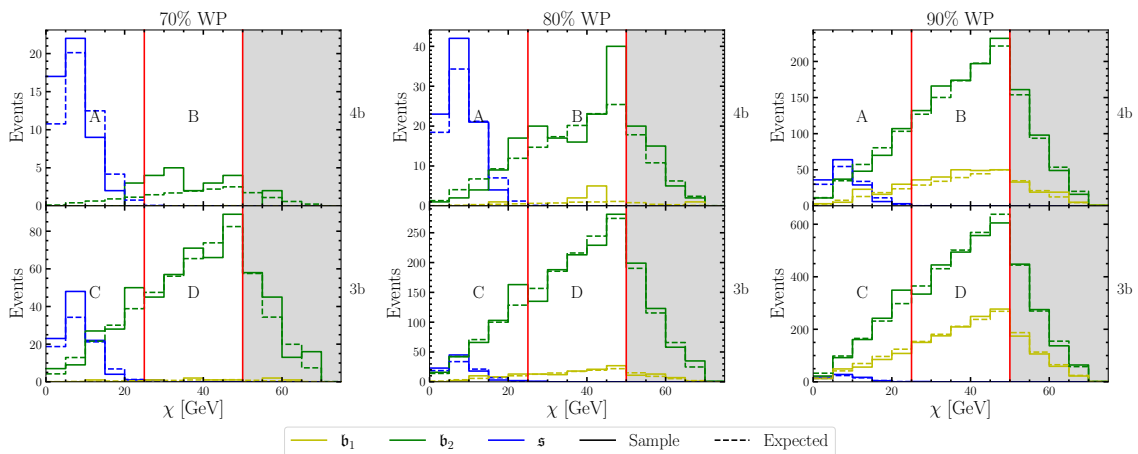 70% WP
80% WP
90% WP
Events
20
15
10
5
0
A
B
4b
Events
40
30
20
10
0
A
B
4b
Events
200
150
100
50
0
A
B
4b
Events
80
60
40
20
0
C
D
3b
Events
250
200
150
100
50
0
C
D
3b
Events
600
400
200
0
C
D
3b
0 20 40 60
χ [GeV]
0 20 40 60
χ [GeV]
0 20 40 60
χ [GeV]
𝔟₁ 𝔟₂ 𝔰 Sample Expected